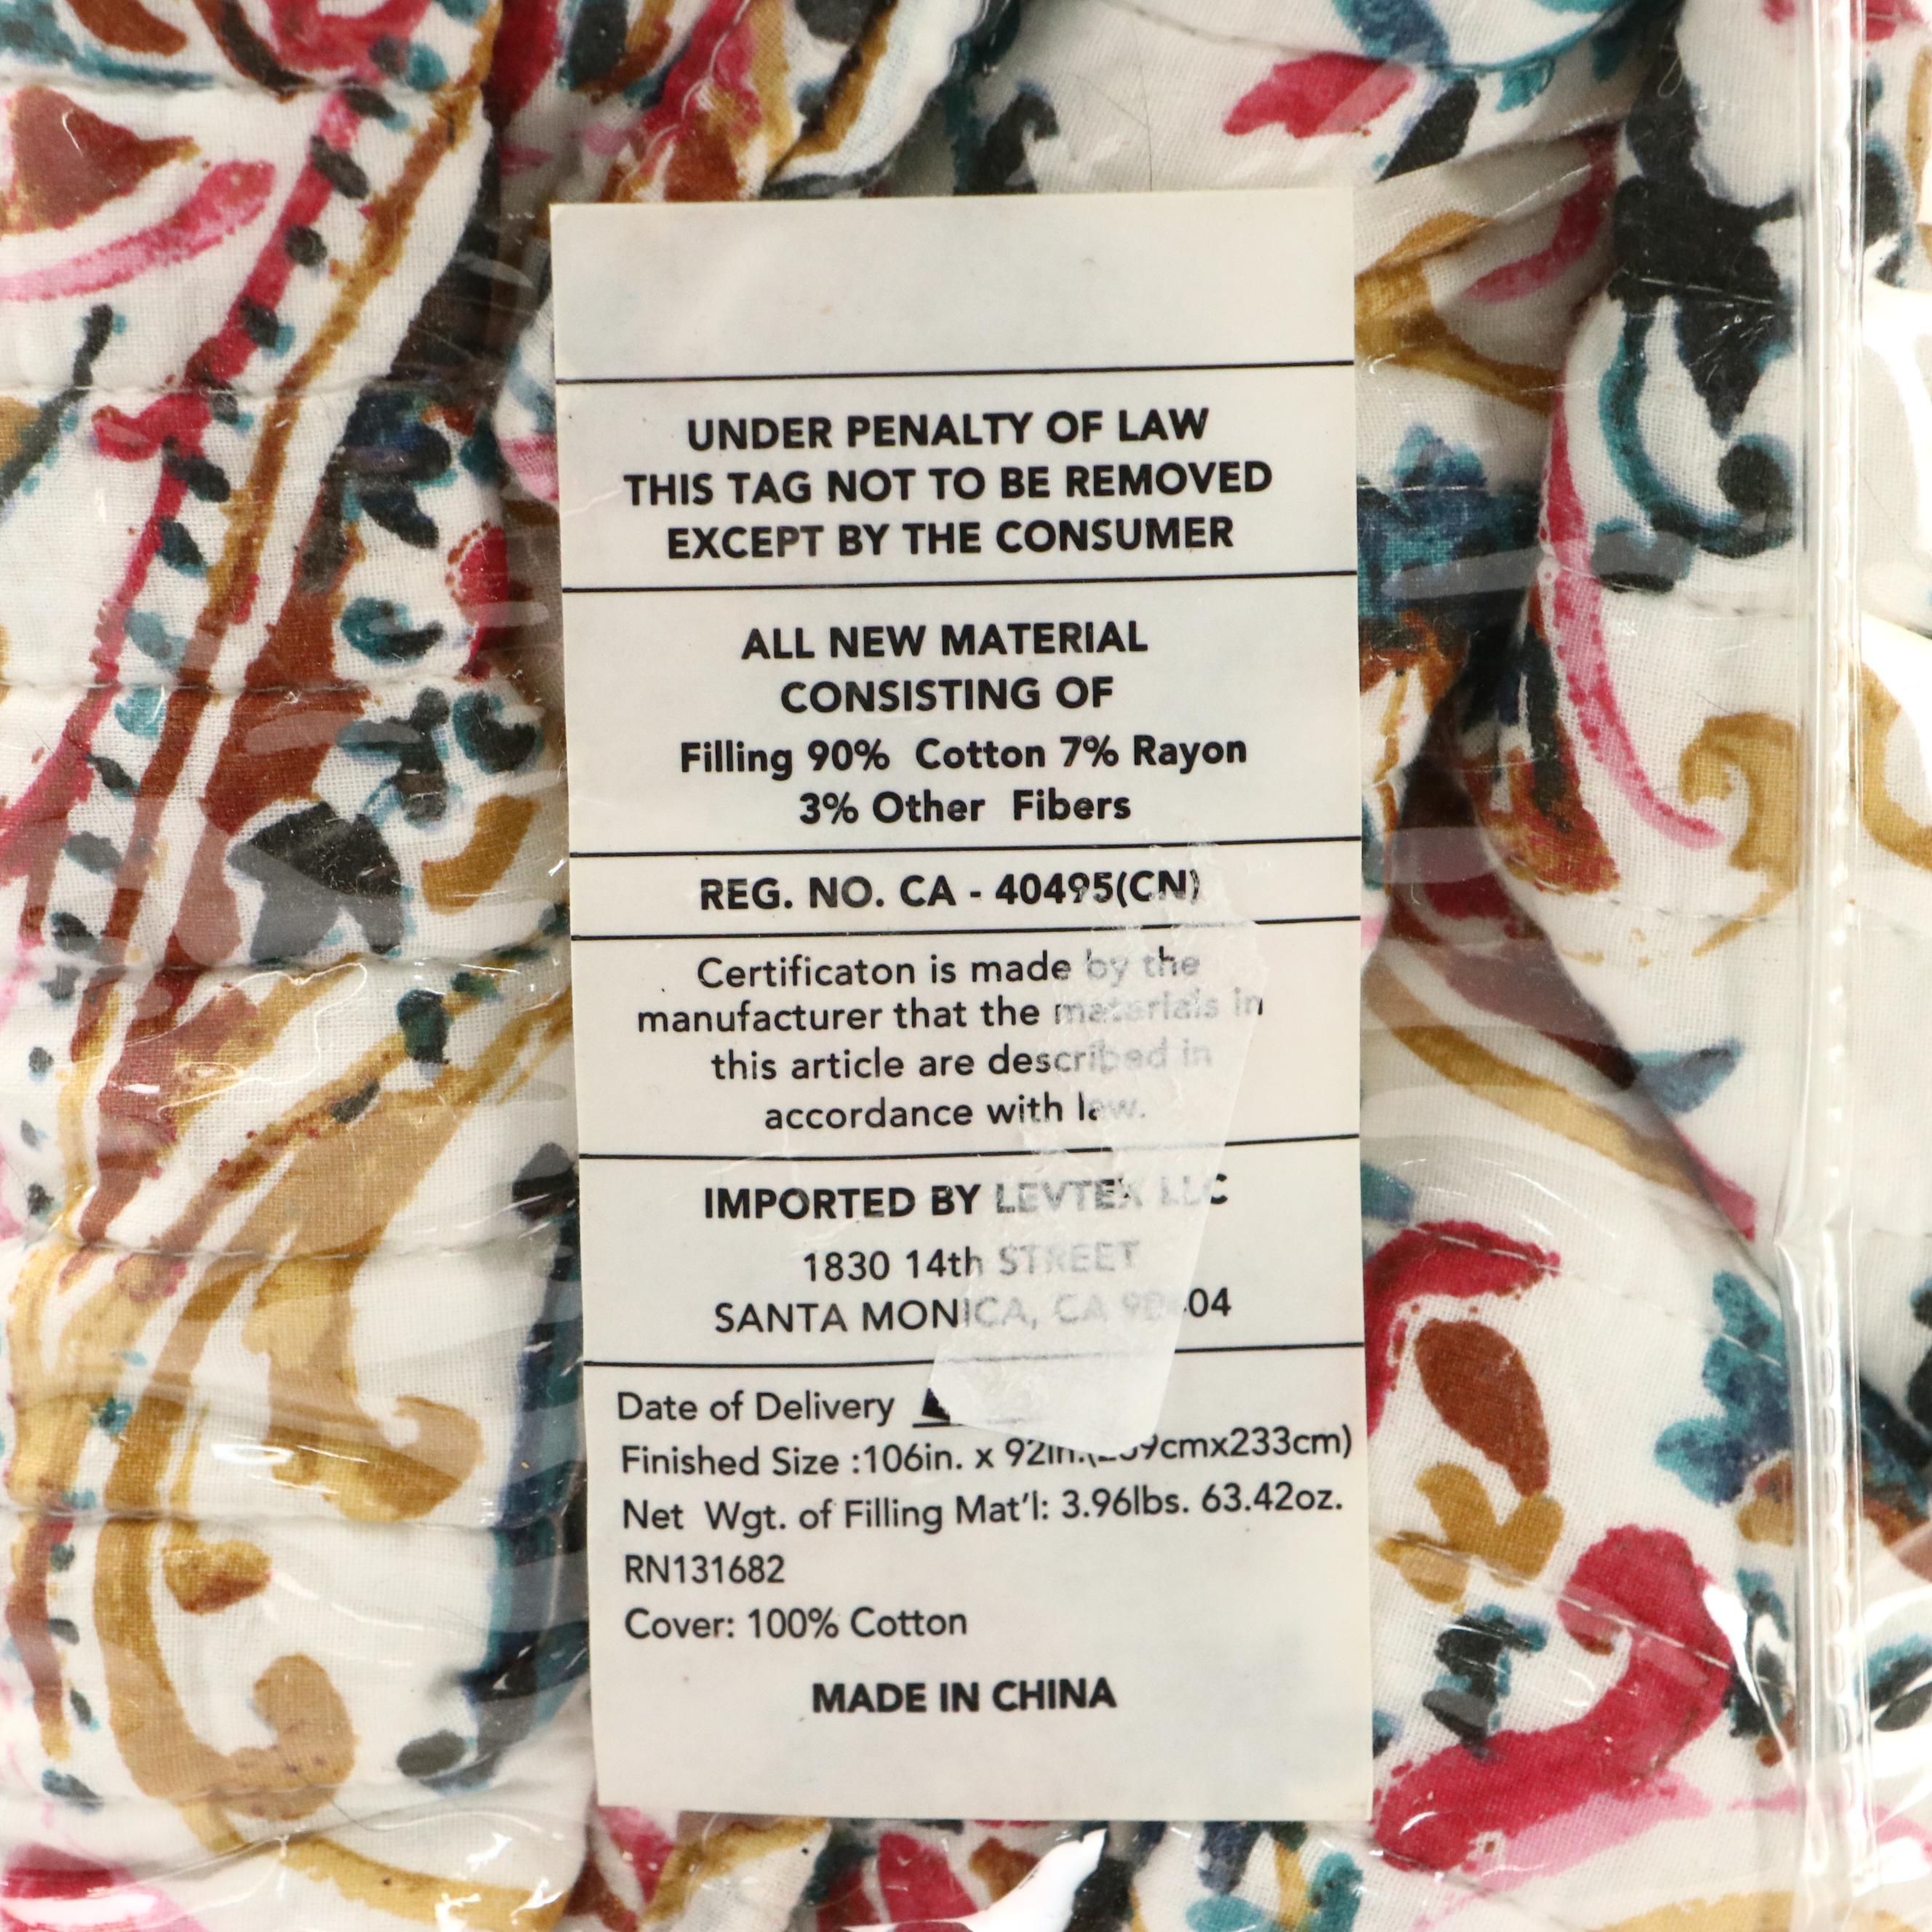 UNDER PENALTY OF LAW
THIS TAG NOT TO BE REMOVED
EXCEPT BY THE CONSUMER
ALL NEW MATERIAL
CONSISTING OF
Filling 90% Cotton 7% Rayon
3% Other Fibers
REG. NO. CA - 40495(CN)
Certificaton is made by the
manufacturer that the materials in
this article are described in
accordance with law.
IMPORTED BY LEVTEX LLC
1830 14th STREET
SANTA MONICA, CA
Date of Delivery
Finished Size :106in. x 92in.
Net Wgt. of Filling Mat'l: 3.96lbs. 63.42oz.
RN131682
Cover: 100% Cotton
MADE IN CHINA